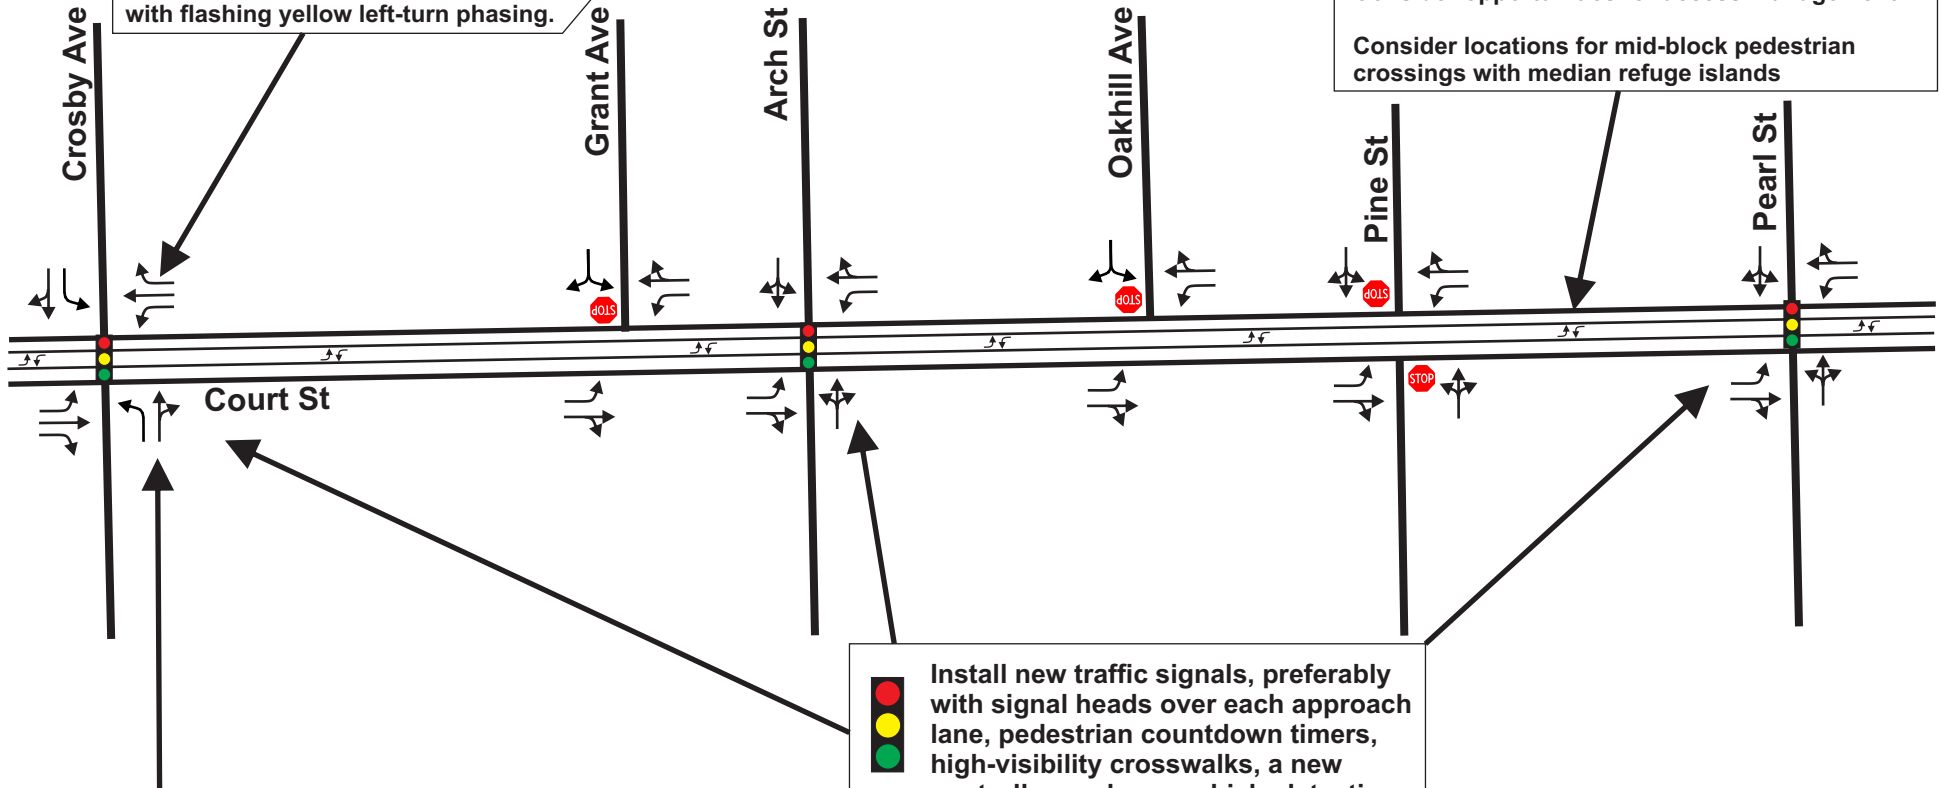 with flashing yellow left-turn phasing.
Consider locations for mid-block pedestrian
crossings with median refuge islands
Crosby Ave
Grant Ave
Arch St
Oakhill Ave
Pine St
Pearl St
STOP
STOP
STOP
STOP
Court St
Install new traffic signals, preferably
with signal heads over each approach
lane, pedestrian countdown timers,
high-visibility crosswalks, a new